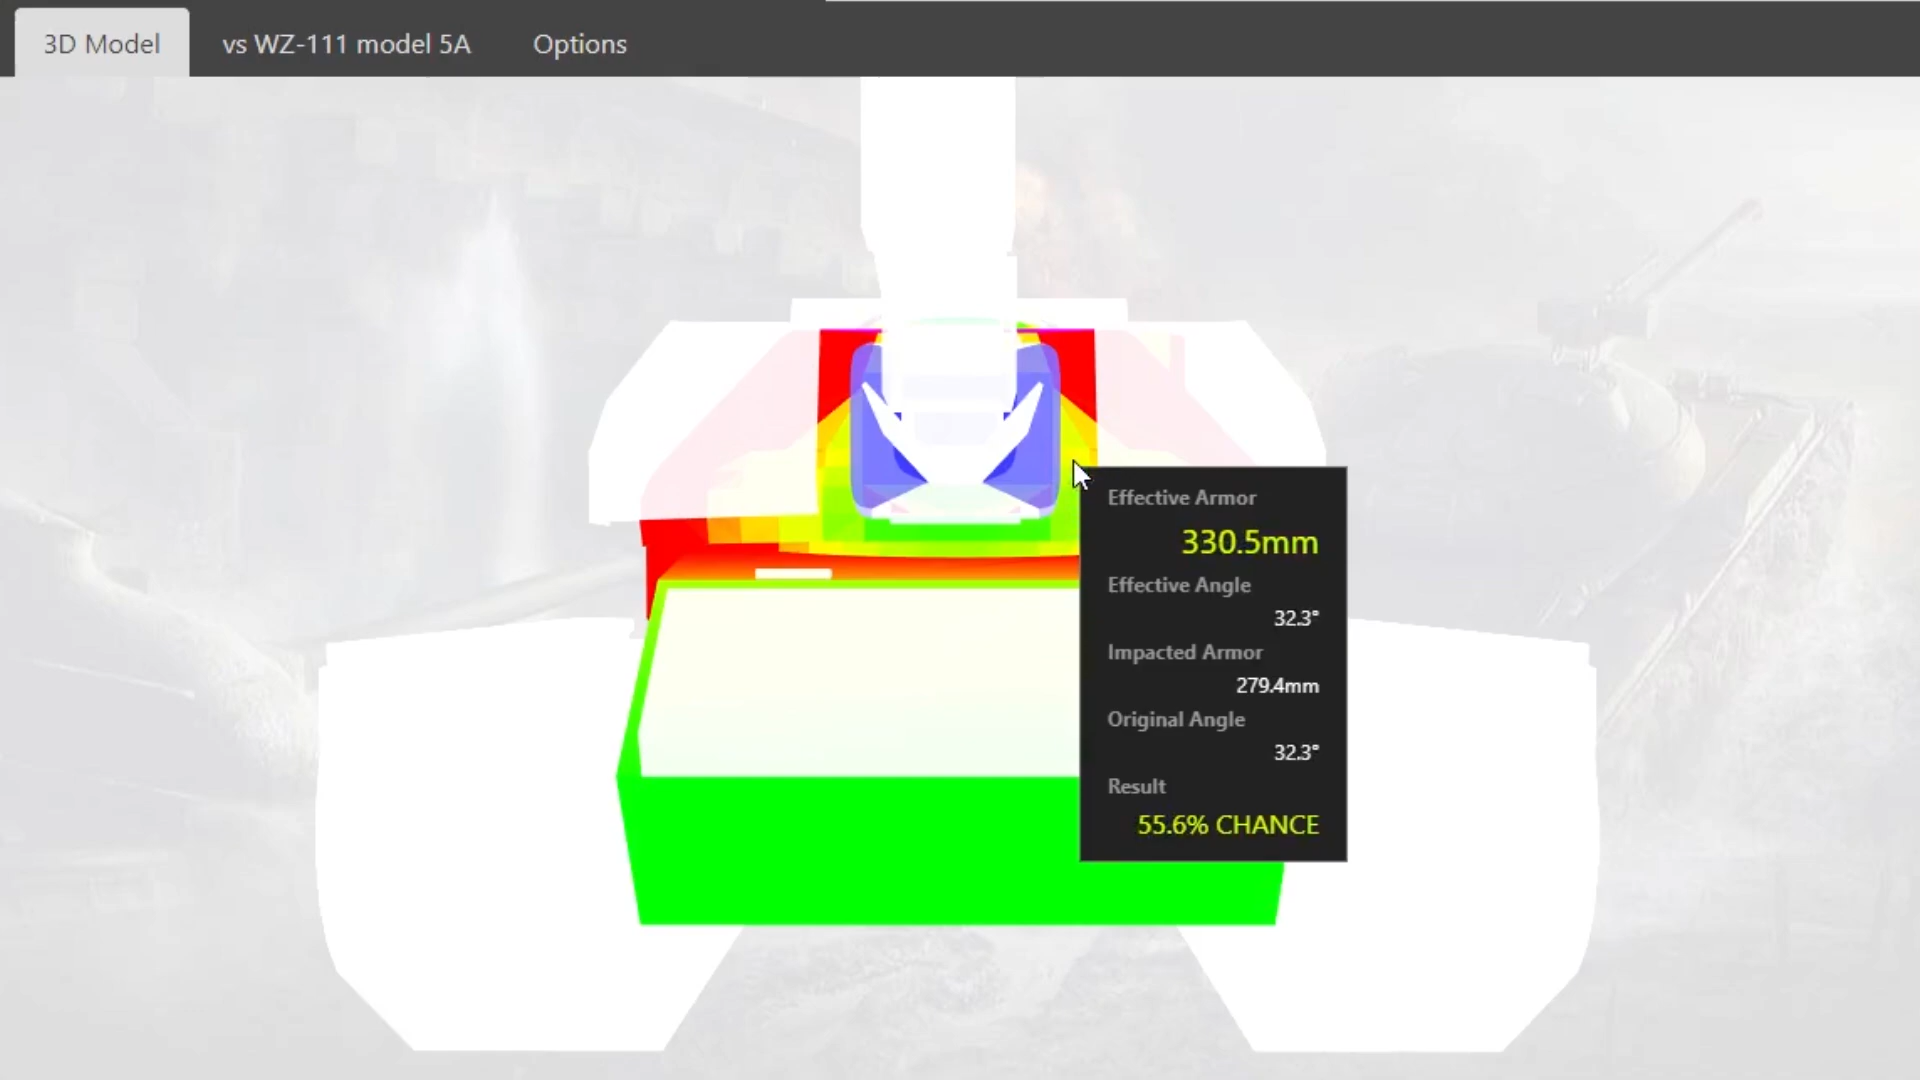 3D Model
vs WZ-111 model 5A
Options
Effective Armor
330.5mm
Effective Angle
32.3°
Impacted Armor
279.4mm
Original Angle
32.3°
Result
55.6% CHANCE